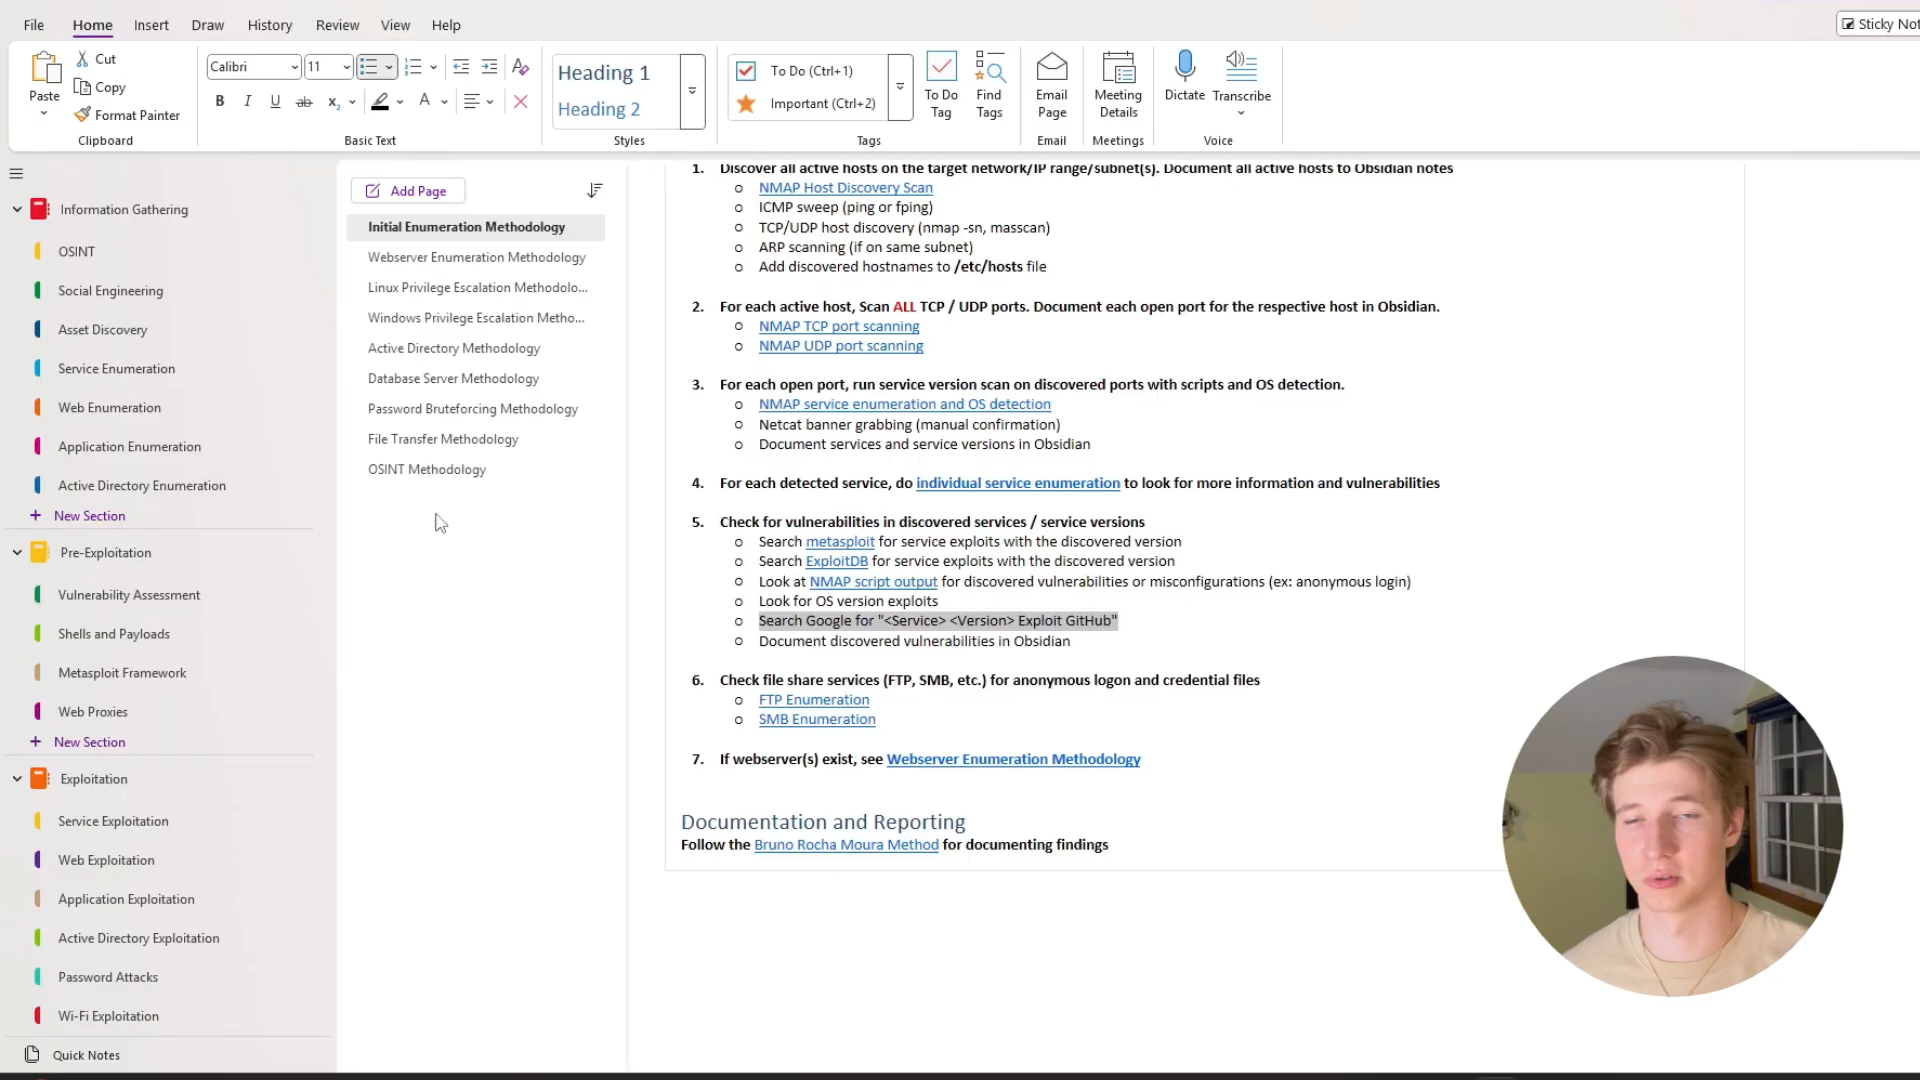 File Home Insert Draw History Review View Help
Sticky Not
Paste
Cut
Copy
Format Painter
Clipboard
Calibri 11
B I U ab x₂ A
Basic Text
Heading 1
Heading 2
Styles
To Do (Ctrl+1)
Important (Ctrl+2)
To Do Tag
Find Tags
Tags
Email Page
Email
Meeting Details
Meetings
Dictate
Transcribe
Voice
Information Gathering
OSINT
Social Engineering
Asset Discovery
Service Enumeration
Web Enumeration
Application Enumeration
Active Directory Enumeration
+ New Section
Pre-Exploitation
Vulnerability Assessment
Shells and Payloads
Metasploit Framework
Web Proxies
+ New Section
Exploitation
Service Exploitation
Web Exploitation
Application Exploitation
Active Directory Exploitation
Password Attacks
Wi-Fi Exploitation
Quick Notes
Add Page
Initial Enumeration Methodology
Webserver Enumeration Methodology
Linux Privilege Escalation Methodolo...
Windows Privilege Escalation Metho...
Active Directory Methodology
Database Server Methodology
Password Bruteforcing Methodology
File Transfer Methodology
OSINT Methodology
1. Discover all active hosts on the target network/IP range/subnet(s). Document all active hosts to Obsidian notes
o NMAP Host Discovery Scan
o ICMP sweep (ping or fping)
o TCP/UDP host discovery (nmap -sn, masscan)
o ARP scanning (if on same subnet)
o Add discovered hostnames to /etc/hosts file
2. For each active host, Scan ALL TCP / UDP ports. Document each open port for the respective host in Obsidian.
o NMAP TCP port scanning
o NMAP UDP port scanning
3. For each open port, run service version scan on discovered ports with scripts and OS detection.
o NMAP service enumeration and OS detection
o Netcat banner grabbing (manual confirmation)
o Document services and service versions in Obsidian
4. For each detected service, do individual service enumeration to look for more information and vulnerabilities
5. Check for vulnerabilities in discovered services / service versions
o Search metasploit for service exploits with the discovered version
o Search ExploitDB for service exploits with the discovered version
o Look at NMAP script output for discovered vulnerabilities or misconfigurations (ex: anonymous login)
o Look for OS version exploits
o Search Google for "<Service> <Version> Exploit GitHub"
o Document discovered vulnerabilities in Obsidian
6. Check file share services (FTP, SMB, etc.) for anonymous logon and credential files
o FTP Enumeration
o SMB Enumeration
7. If webserver(s) exist, see Webserver Enumeration Methodology
Documentation and Reporting
Follow the Bruno Rocha Moura Method for documenting findings